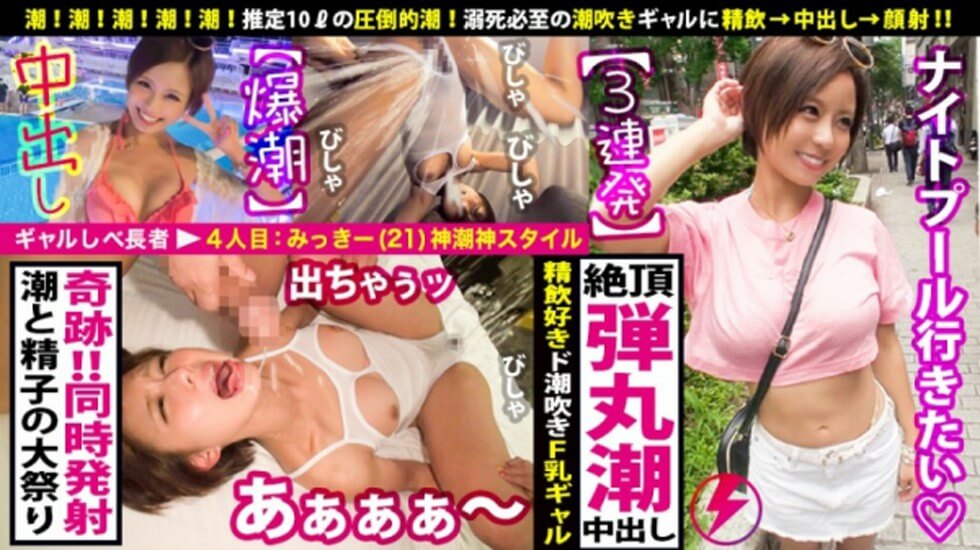 潮！潮！潮！潮！潮！推定10ℓの圧倒的潮！溺死必至の潮吹きギャルに精飲→中出し→顔射!!
中出し
【爆潮】
びしゃ
びしゃ
びしゃ
【3連発】
ナイトプール行きたい♡
ギャルしべ長者▶4人目：みっきー(21)神潮神スタイル
奇跡!!同時発射
潮と精子の大祭り
出ちゃぅッ
びしゃ
あぁぁぁ〜
精飲好きド潮吹きF乳ギャル
絶頂
弾丸潮
中出し